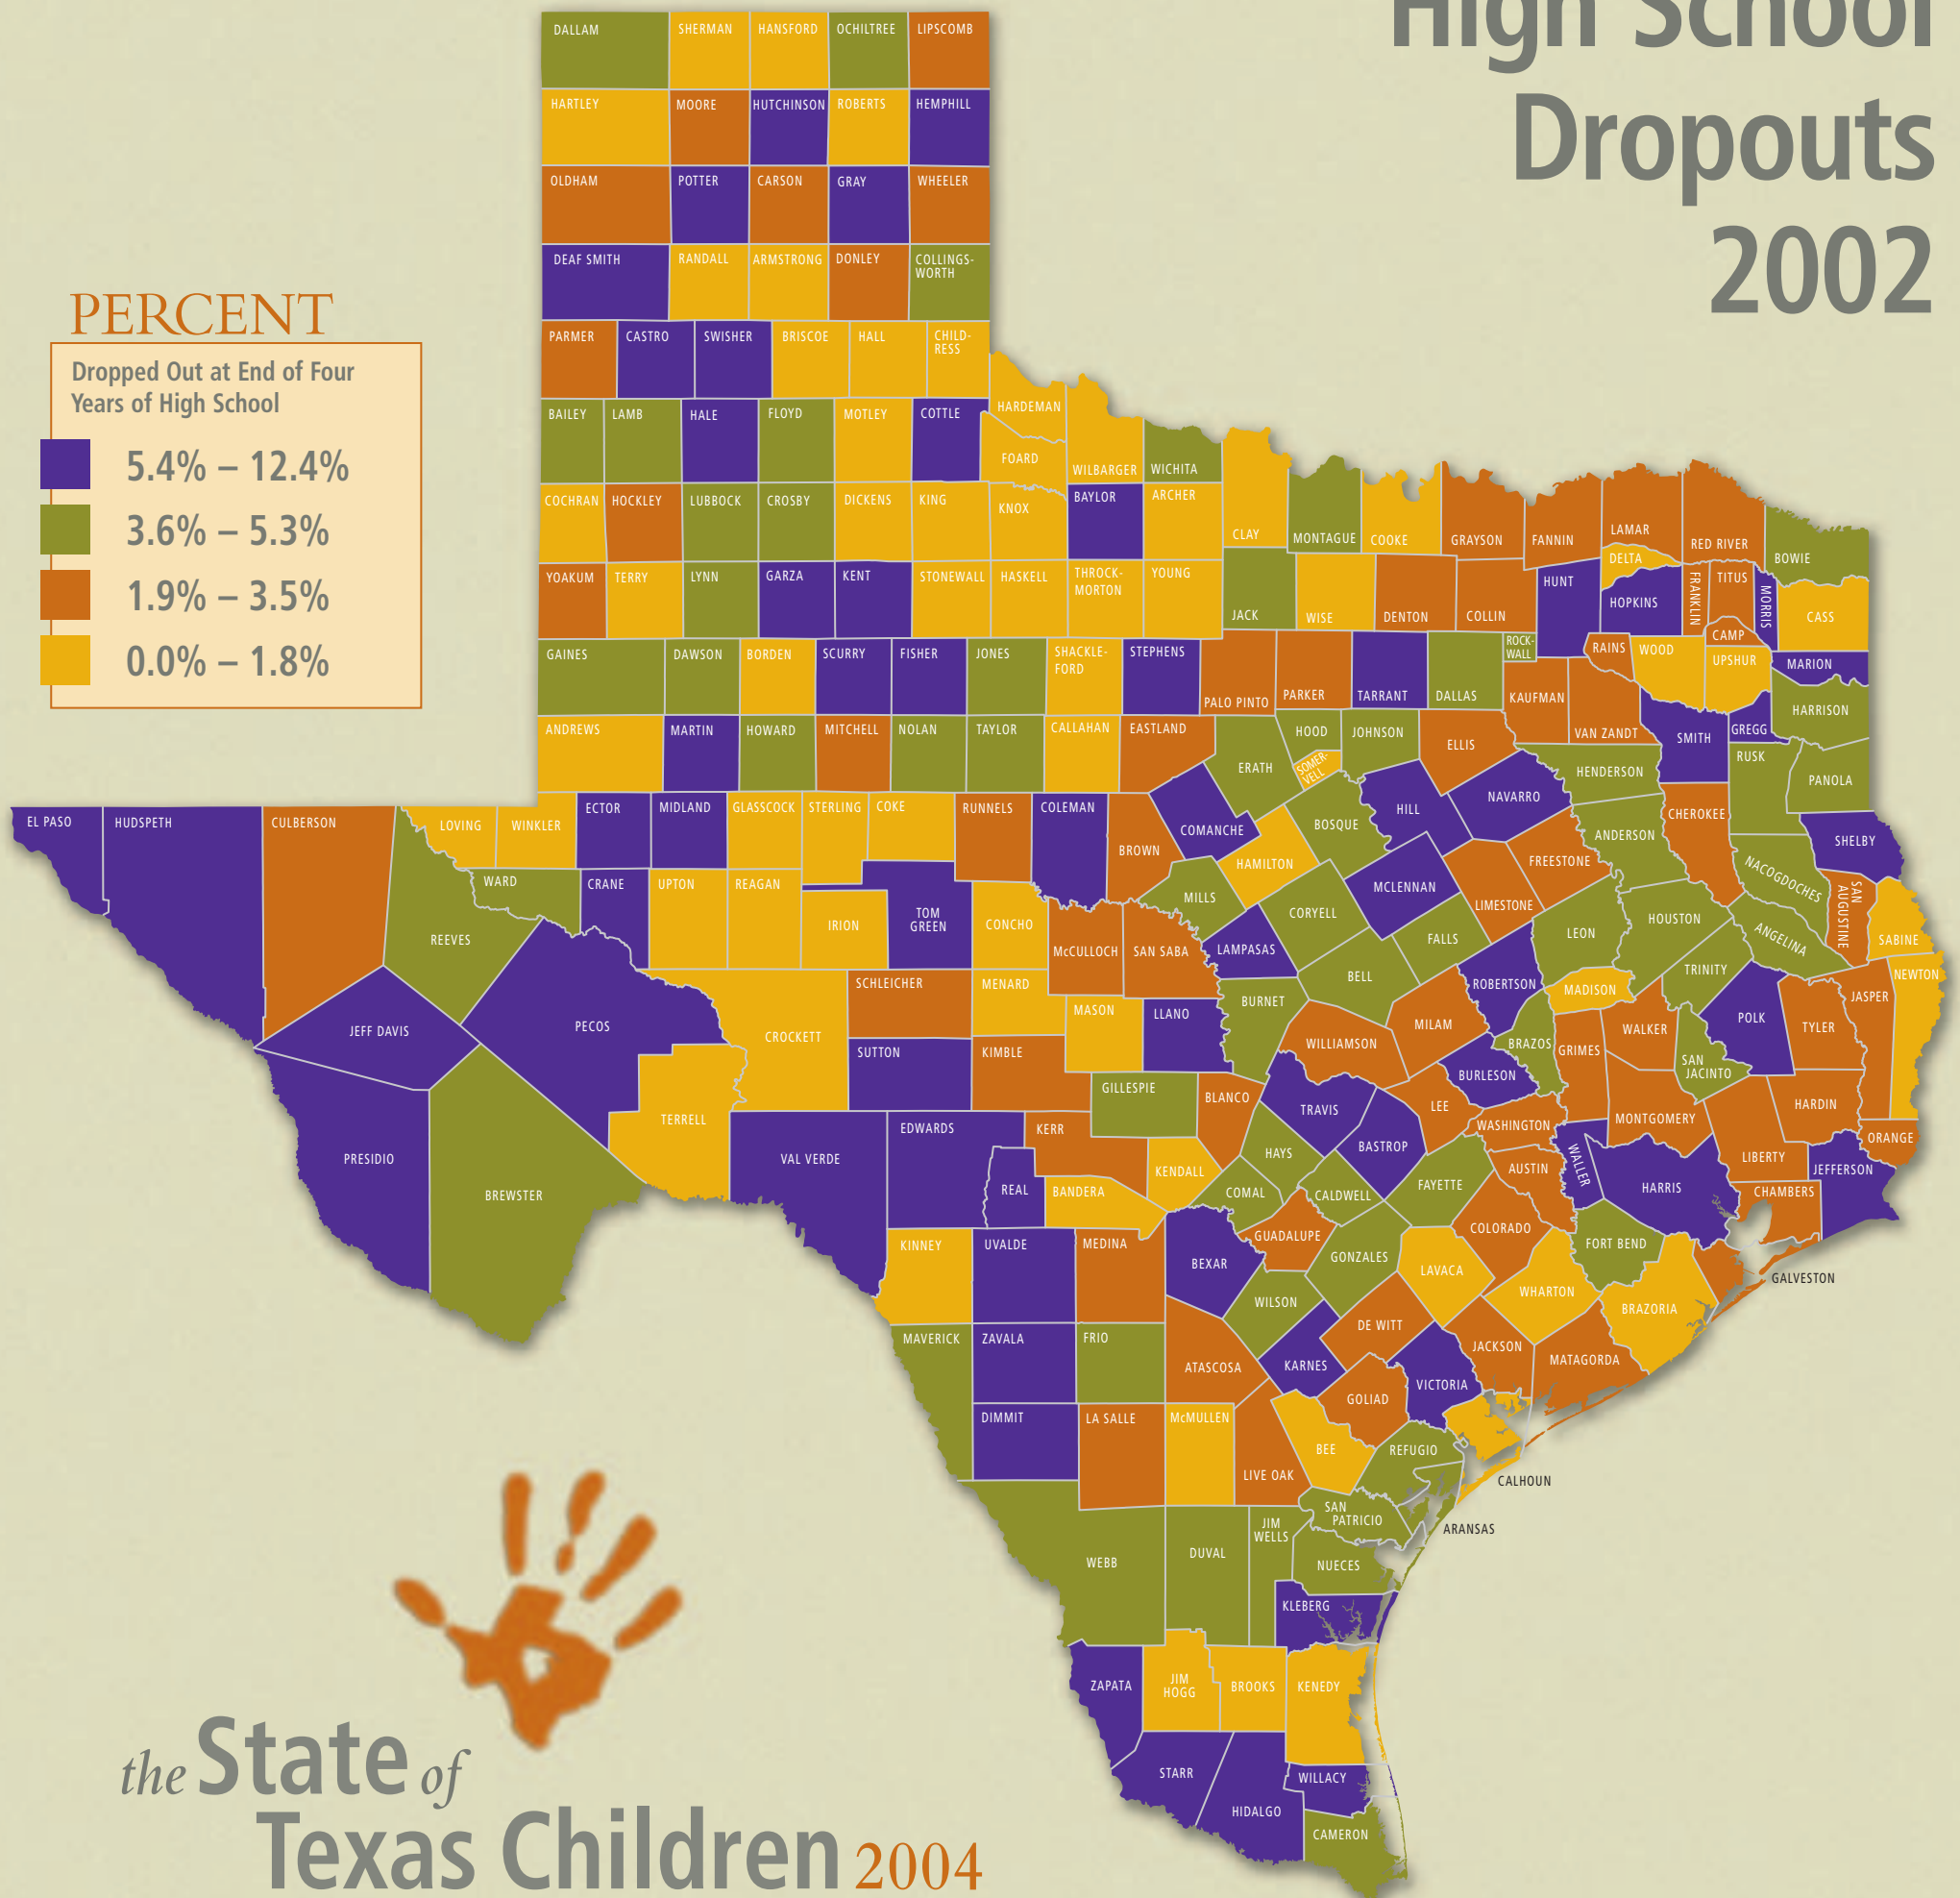 High School
Dropouts
2002
PERCENT
Dropped Out at End of Four
Years of High School
5.4% – 12.4%
3.6% – 5.3%
1.9% – 3.5%
0.0% – 1.8%
DALLAM SHERMAN HANSFORD OCHILTREE LIPSCOMB
HARTLEY MOORE HUTCHINSON ROBERTS HEMPHILL
OLDHAM POTTER CARSON GRAY WHEELER
DEAF SMITH RANDALL ARMSTRONG DONLEY COLLINGS-
WORTH
PARMER CASTRO SWISHER BRISCOE HALL CHILD-
RESS
BAILEY LAMB HALE FLOYD MOTLEY COTTLE HARDEMAN
FOARD WILBARGER WICHITA
COCHRAN HOCKLEY LUBBOCK CROSBY DICKENS KING KNOX BAYLOR ARCHER
CLAY MONTAGUE COOKE GRAYSON FANNIN LAMAR RED RIVER BOWIE
DELTA
YOAKUM TERRY LYNN GARZA KENT STONEWALL HASKELL THROCK-
MORTON YOUNG
JACK WISE DENTON COLLIN HUNT HOPKINS FRANKLIN TITUS MORRIS CASS
CAMP
GAINES DAWSON BORDEN SCURRY FISHER JONES SHACKLE-
FORD STEPHENS
PALO PINTO PARKER TARRANT DALLAS ROCK-
WALL RAINS WOOD UPSHUR MARION
KAUFMAN VAN ZANDT SMITH GREGG HARRISON
ANDREWS MARTIN HOWARD MITCHELL NOLAN TAYLOR CALLAHAN EASTLAND
ERATH HOOD JOHNSON ELLIS HENDERSON RUSK PANOLA
SOMER-
VELL
EL PASO HUDSPETH CULBERSON LOVING WINKLER ECTOR MIDLAND GLASSCOCK STERLING COKE RUNNELS COLEMAN
BROWN COMANCHE BOSQUE HILL NAVARRO ANDERSON CHEROKEE SHELBY
HAMILTON FREESTONE NACOGDOCHES
REEVES WARD CRANE UPTON REAGAN IRION TOM
GREEN CONCHO
McCULLOCH SAN SABA MILLS CORYELL MCLENNAN LIMESTONE
LAMPASAS FALLS LEON HOUSTON ANGELINA SAN
AUGUSTINE SABINE
JEFF DAVIS PECOS CROCKETT SCHLEICHER MENARD
MASON LLANO BURNET BELL ROBERTSON MADISON TRINITY NEWTON
WILLIAMSON MILAM BRAZOS GRIMES WALKER SAN
JACINTO POLK TYLER JASPER
SUTTON KIMBLE GILLESPIE BLANCO TRAVIS BURLESON
TERRELL LEE WASHINGTON MONTGOMERY HARDIN
PRESIDIO BREWSTER VAL VERDE EDWARDS KERR
REAL BANDERA KENDALL HAYS BASTROP
COMAL CALDWELL FAYETTE AUSTIN WALLER HARRIS LIBERTY JEFFERSON ORANGE
CHAMBERS
KINNEY UVALDE MEDINA BEXAR GUADALUPE GONZALES COLORADO FORT BEND
LAVACA WHARTON BRAZORIA GALVESTON
MAVERICK ZAVALA FRIO ATASCOSA WILSON DE WITT
KARNES JACKSON MATAGORDA
DIMMIT LA SALLE McMULLEN GOLIAD VICTORIA
LIVE OAK BEE REFUGIO CALHOUN
SAN
PATRICIO ARANSAS
WEBB DUVAL JIM
WELLS NUECES
KLEBERG
ZAPATA JIM
HOGG BROOKS KENEDY
STARR HIDALGO WILLACY
CAMERON
the State of
Texas Children 2004